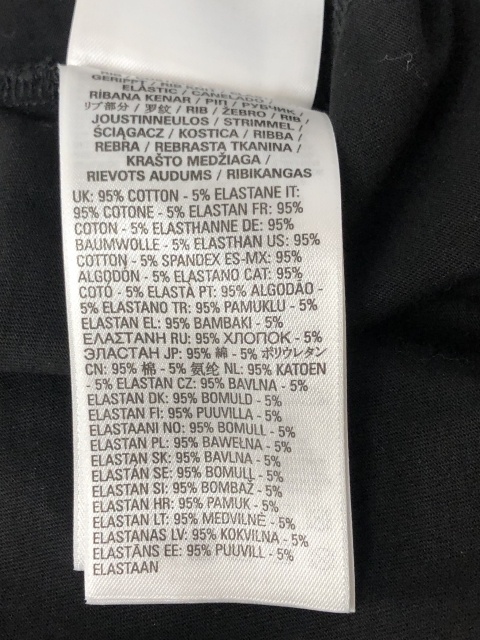 GERIPPT / RIB KNIT
ELASTIC / CANELADO /
RİBANA KENAR / ΡΙΠ / РУБЧИК /
リブ部分 / 罗纹 / RIB / ŽEBRO / RIB /
JOUSTINNEULOS / STRIMMEL /
ŚCIĄGACZ / KOSTICA / RIBBA /
REBRA / REBRASTA TKANINA /
KRAŠTO MEDŽIAGA /
RIEVOTS AUDUMS / RIBIKANGAS
UK: 95% COTTON - 5% ELASTANE IT:
95% COTONE - 5% ELASTAN FR: 95%
COTON - 5% ELASTHANNE DE: 95%
BAUMWOLLE - 5% ELASTHAN US: 95%
COTTON - 5% SPANDEX ES-MX: 95%
ALGODÓN - 5% ELASTANO CAT: 95%
COTÓ - 5% ELASTÀ PT: 95% ALGODÃO -
5% ELASTANO TR: 95% PAMUKLU - 5%
ELASTAN EL: 95% BAMBAKI - 5%
ΕΛΑΣΤΑΝΗ RU: 95% ХЛОПОК - 5%
ЭЛАСТАН JP: 95% 綿 - 5% ポリウレタン
CN: 95% 棉 - 5% 氨纶 NL: 95% KATOEN
- 5% ELASTAN CZ: 95% BAVLNA - 5%
ELASTAN DK: 95% BOMULD - 5%
ELASTAN FI: 95% PUUVILLA - 5%
ELASTAANI NO: 95% BOMULL - 5%
ELASTAN PL: 95% BAWEŁNA - 5%
ELASTAN SK: 95% BAVLNA - 5%
ELASTÁN SE: 95% BOMULL - 5%
ELASTAN SI: 95% BOMBAŽ - 5%
ELASTAN HR: 95% PAMUK - 5%
ELASTAN LT: 95% MEDVILNĖ - 5%
ELASTANAS LV: 95% KOKVILNA - 5%
ELASTĀNS EE: 95% PUUVILL - 5%
ELASTAAN